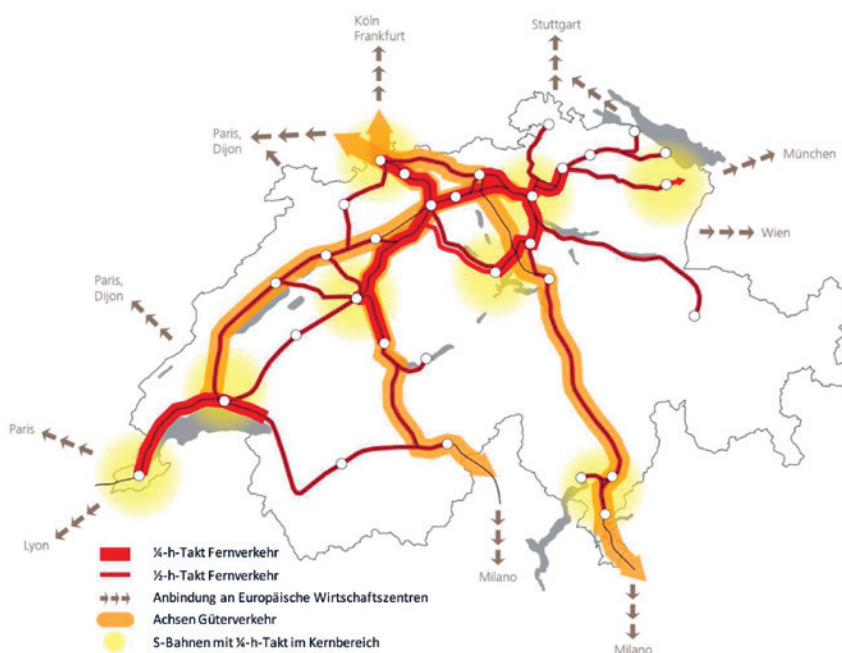 Köln
Frankfurt
Stuttgart
Paris,
Dijon
München
Wien
Paris,
Dijon
Paris
Lyon
Milano
Milano
¼-h-Takt Fernverkehr
½-h-Takt Fernverkehr
Anbindung an Europäische Wirtschaftszentren
Achsen Güterverkehr
S-Bahnen mit ¼-h-Takt im Kernbereich